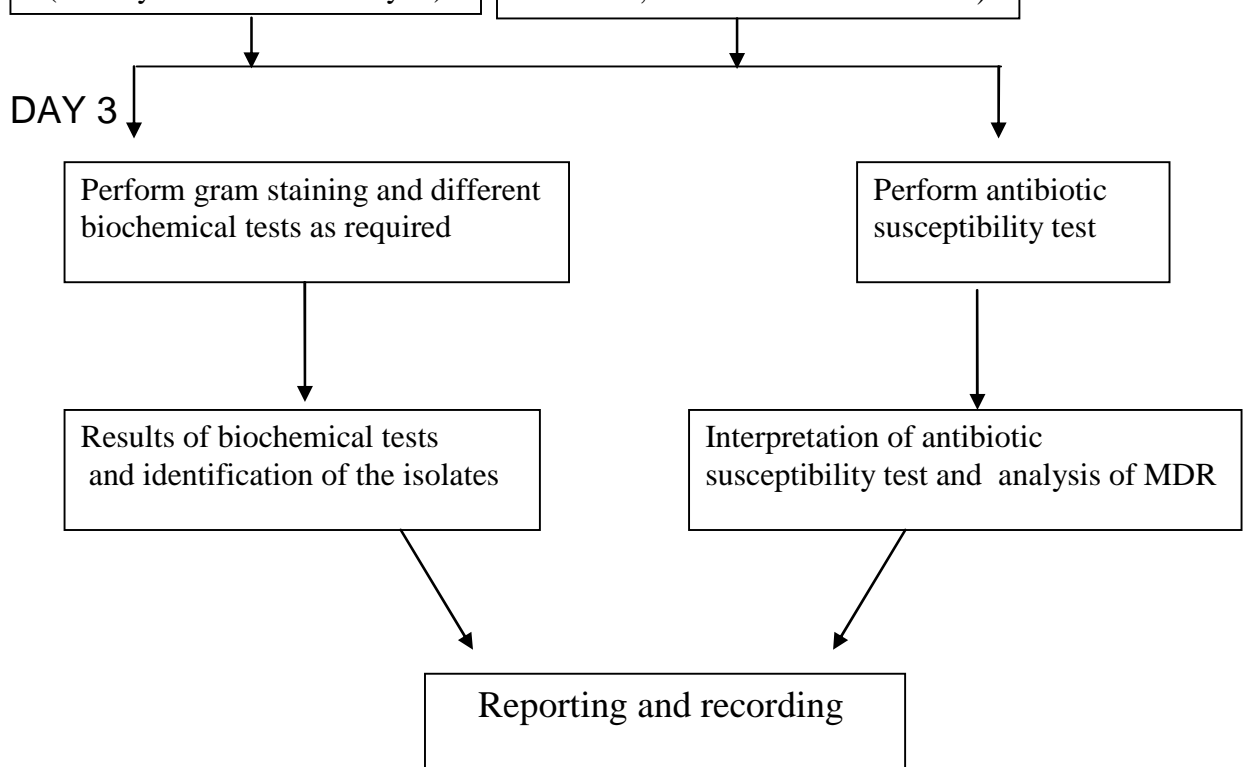 DAY 3
Perform gram staining and different
biochemical tests as required
Perform antibiotic
susceptibility test
Results of biochemical tests
and identification of the isolates
Interpretation of antibiotic
susceptibility test and analysis of MDR
Reporting and recording